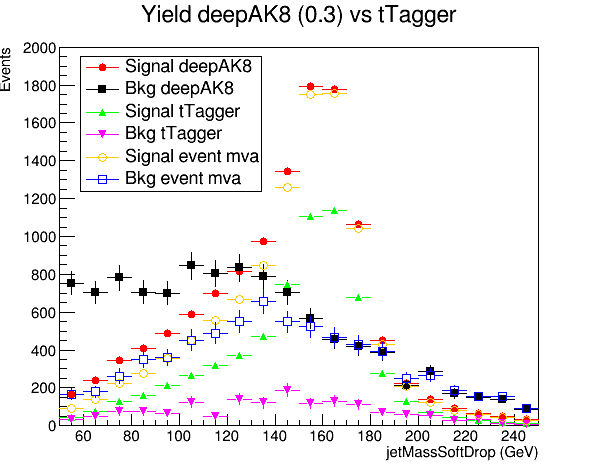 Yield deepAK8 (0.3) vs tTagger
Events
2000
1800
1600
1400
1200
1000
800
600
400
200
0
Signal deepAK8
Bkg deepAK8
Signal tTagger
Bkg tTagger
Signal event mva
Bkg event mva
60 80 100 120 140 160 180 200 220 240
jetMassSoftDrop (GeV)